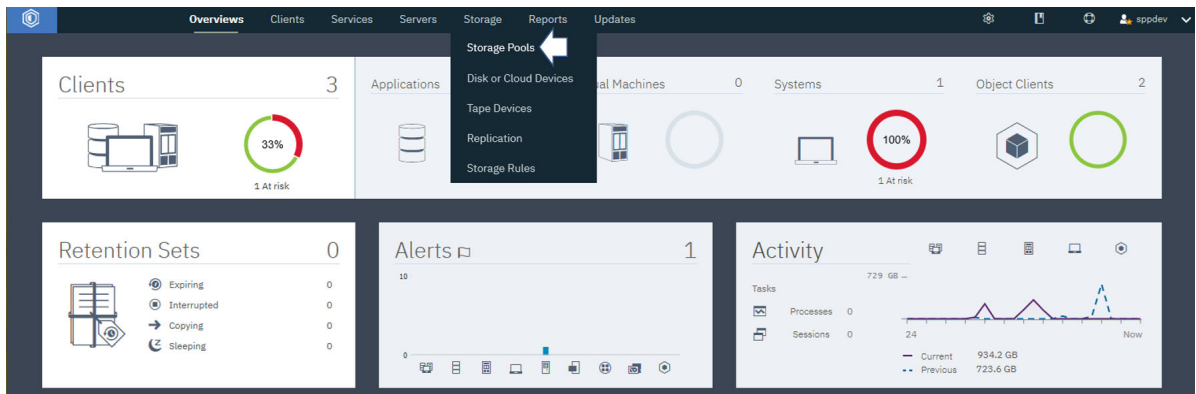 Overviews Clients Services Servers Storage Reports Updates sppdev
Storage Pools
Disk or Cloud Devices
Tape Devices
Replication
Storage Rules
Clients 3
33%
1 At risk
Applications
ual Machines 0
Systems 1
100%
1 At risk
Object Clients 2
Retention Sets 0
Expiring 0
Interrupted 0
Copying 0
Sleeping 0
Alerts 1
10
0
Activity
729 GB
Tasks
Processes 0
Sessions 0
24 Now
Current 934.2 GB
Previous 723.6 GB